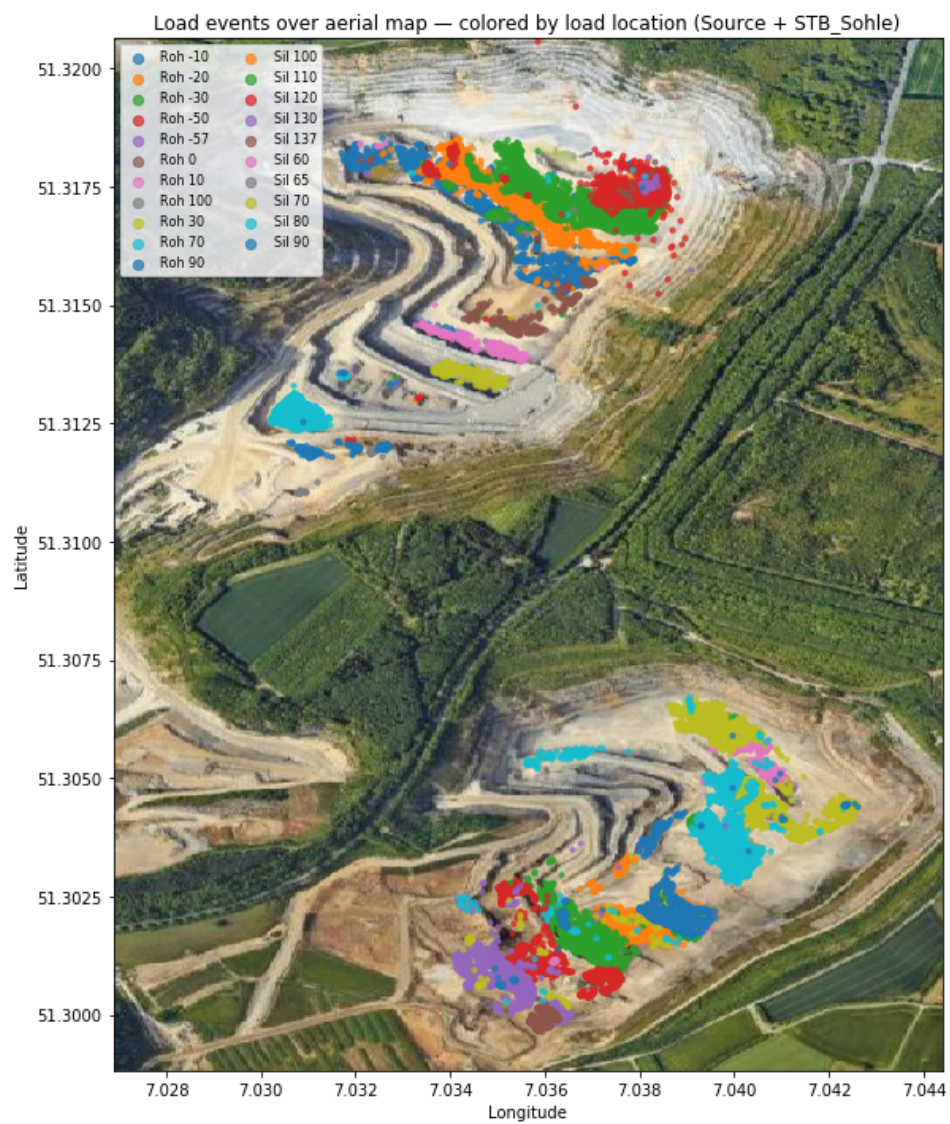 Load events over aerial map — colored by load location (Source + STB_Sohle)
Roh -10
Roh -20
Roh -30
Roh -50
Roh -57
Roh 0
Roh 10
Roh 100
Roh 30
Roh 70
Roh 90
Sil 100
Sil 110
Sil 120
Sil 130
Sil 137
Sil 60
Sil 65
Sil 70
Sil 80
Sil 90
Latitude
51.3200
51.3175
51.3150
51.3125
51.3100
51.3075
51.3050
51.3025
51.3000
7.028 7.030 7.032 7.034 7.036 7.038 7.040 7.042 7.044
Longitude